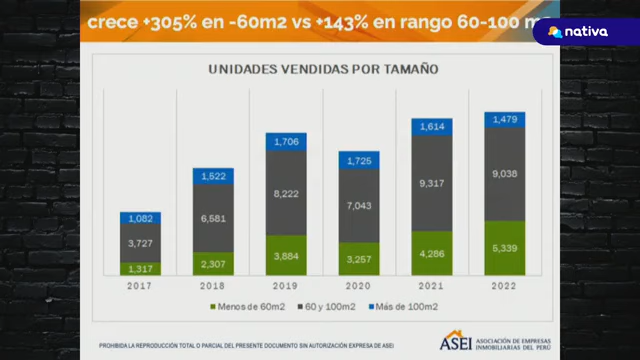 crece +305% en -60m2 vs +143% en rango 60-100 m
nativa
UNIDADES VENDIDAS POR TAMAÑO
1,082 1,522 1,706 1,725 1,614 1,479
3,727 6,581 8,222 7,043 9,317 9,038
1,317 2,307 3,884 3,257 4,286 5,339
2017 2018 2019 2020 2021 2022
Menos de 60m2 60 y 100m2 Más de 100m2
PROHIBIDA LA REPRODUCCIÓN TOTAL O PARCIAL DEL PRESENTE DOCUMENTO SIN AUTORIZACIÓN EXPRESA DE ASEI
ASEI ASOCIACIÓN DE EMPRESAS
INMOBILIARIAS DEL PERÚ